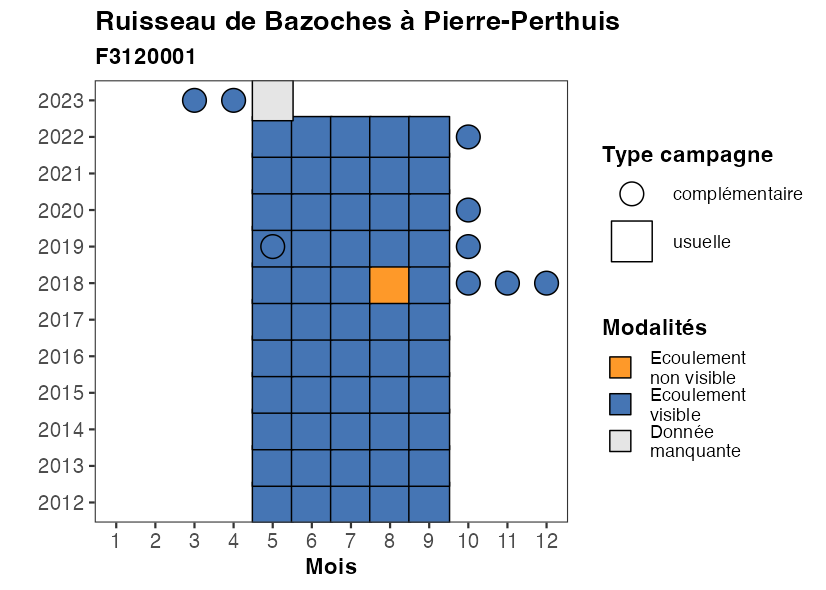 Ruisseau de Bazoches à Pierre-Perthuis
F3120001
2023
2022
2021
2020
2019
2018
2017
2016
2015
2014
2013
2012
1 2 3 4 5 6 7 8 9 10 11 12
Mois
Type campagne
complémentaire
usuelle
Modalités
Ecoulement
non visible
Ecoulement
visible
Donnée
manquante